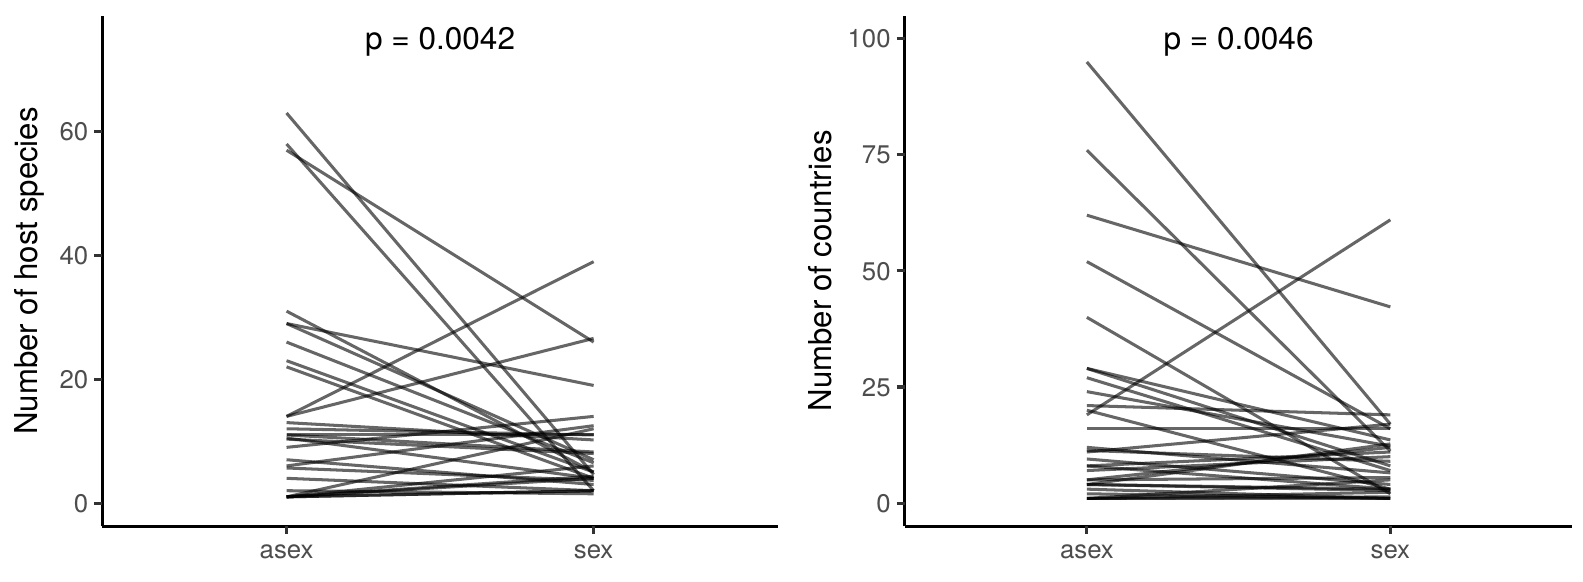 p = 0.0042
Number of host species
60
40
20
0
asex
sex
p = 0.0046
Number of countries
100
75
50
25
0
asex
sex